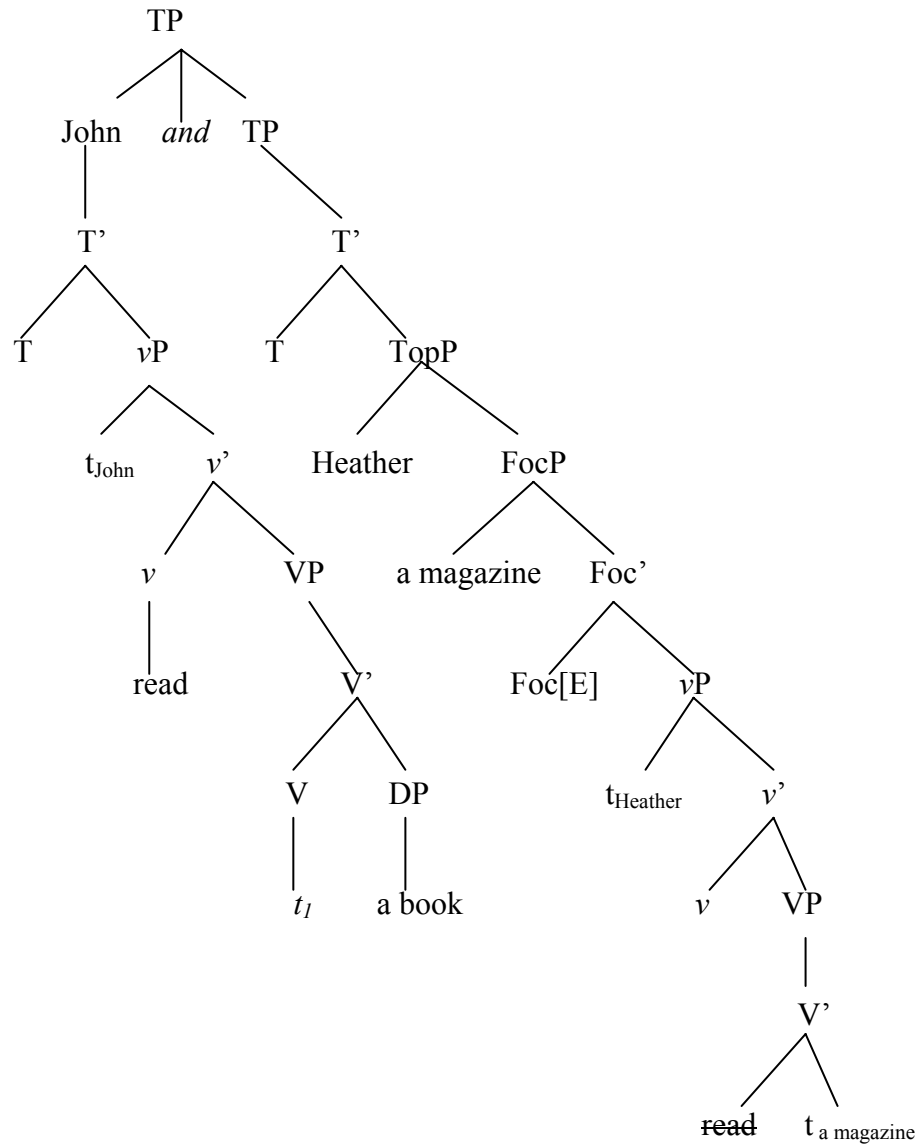 TP
John and TP
T’ T’
T vP T TopP
tJohn v’ Heather FocP
v VP a magazine Foc’
read V’ Foc[E] vP
V DP tHeather v’
t1 a book v VP
V’
read t a magazine